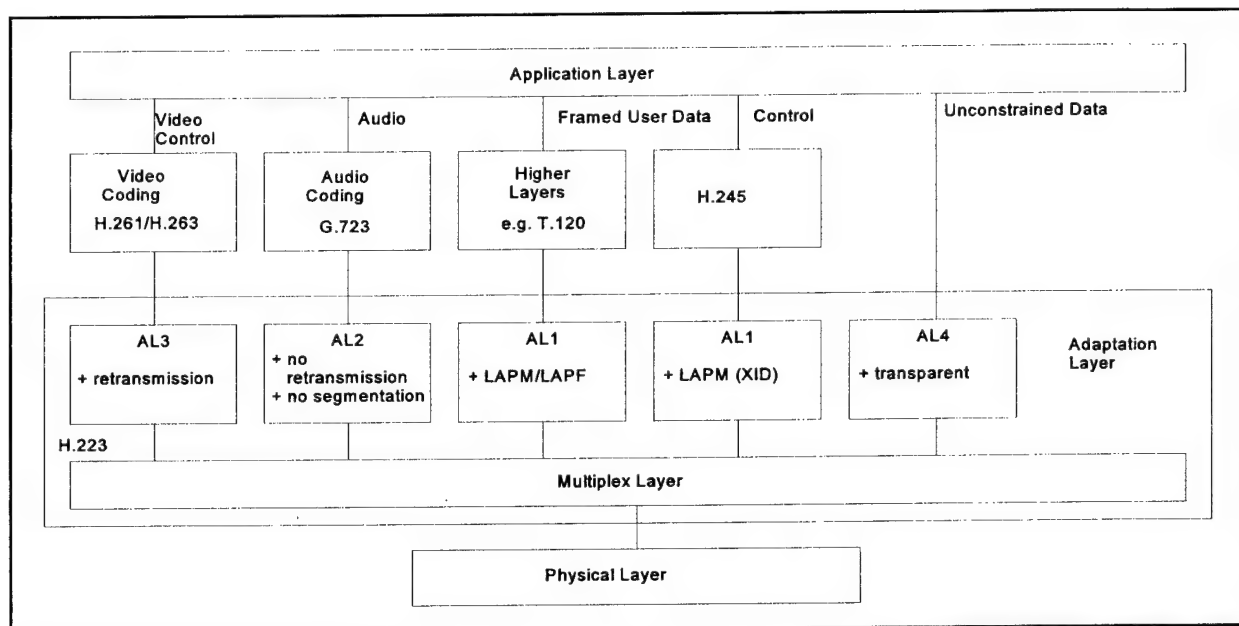 Application Layer
Video
Control
Audio
Framed User Data
Control
Unconstrained Data
Video
Coding
H.261/H.263
Audio
Coding
G.723
Higher
Layers
e.g. T.120
H.245
AL3
+ retransmission
AL2
+ no
retransmission
+ no segmentation
AL1
+ LAPM/LAPF
AL1
+ LAPM (XID)
AL4
+ transparent
Adaptation
Layer
H.223
Multiplex Layer
Physical Layer